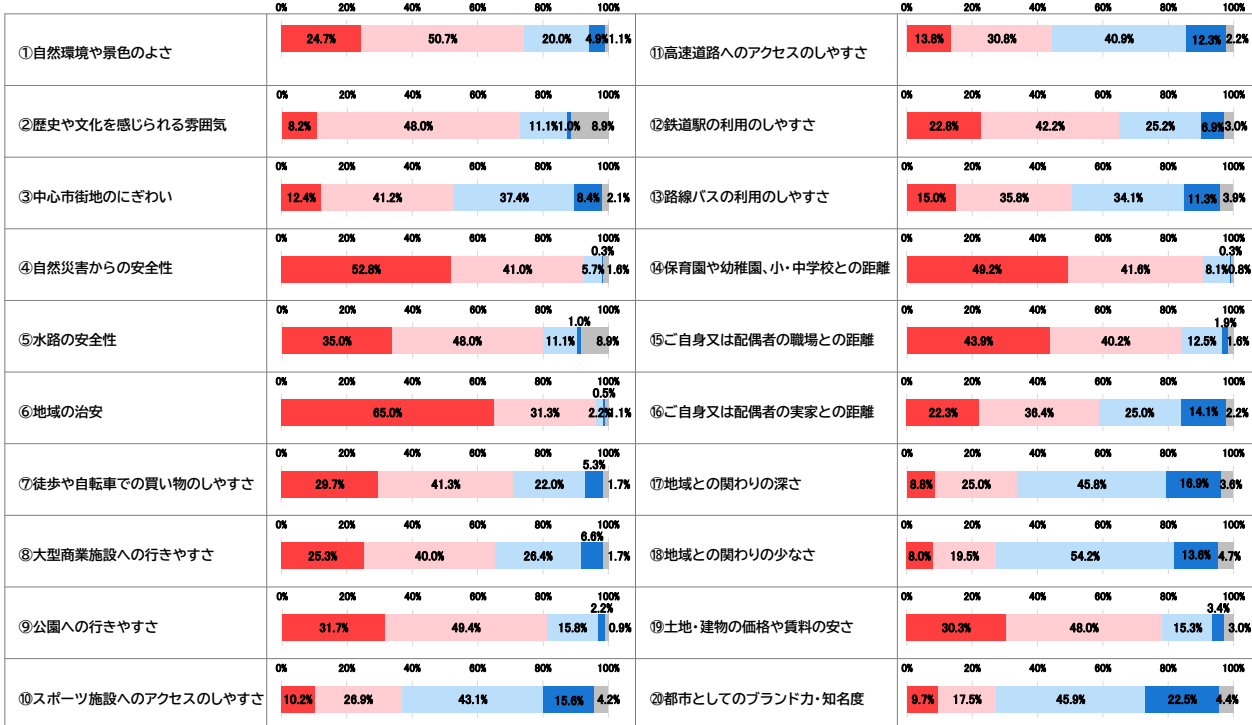 0% 20% 40% 60% 80% 100%
①自然環境や景色のよさ
24.7% 50.7% 20.0% 4.9% 1.1%
0% 20% 40% 60% 80% 100%
②歴史や文化を感じられる雰囲気
8.2% 48.0% 11.1% 1.0% 8.9%
0% 20% 40% 60% 80% 100%
③中心市街地のにぎわい
12.4% 41.2% 37.4% 8.4% 2.1%
0% 20% 40% 60% 80% 100%
④自然災害からの安全性
52.8% 41.0% 5.7% 0.3% 1.6%
0% 20% 40% 60% 80% 100%
⑤水路の安全性
35.0% 48.0% 11.1% 1.0% 8.9%
0% 20% 40% 60% 80% 100%
⑥地域の治安
65.0% 31.3% 2.2% 0.5% 1.1%
0% 20% 40% 60% 80% 100%
⑦徒歩や自転車での買い物のしやすさ
29.7% 41.3% 22.0% 5.3% 1.7%
0% 20% 40% 60% 80% 100%
⑧大型商業施設への行きやすさ
25.3% 40.0% 26.4% 6.6% 1.7%
0% 20% 40% 60% 80% 100%
⑨公園への行きやすさ
31.7% 49.4% 15.8% 2.2% 0.9%
0% 20% 40% 60% 80% 100%
⑩スポーツ施設へのアクセスのしやすさ
10.2% 26.9% 43.1% 15.6% 4.2%
0% 20% 40% 60% 80% 100%
⑪高速道路へのアクセスのしやすさ
13.8% 30.8% 40.9% 12.3% 2.2%
0% 20% 40% 60% 80% 100%
⑫鉄道駅の利用のしやすさ
22.8% 42.2% 25.2% 6.9% 3.0%
0% 20% 40% 60% 80% 100%
⑬路線バスの利用のしやすさ
15.0% 35.8% 34.1% 11.3% 3.9%
0% 20% 40% 60% 80% 100%
⑭保育園や幼稚園、小・中学校との距離
49.2% 41.6% 8.1% 0.3% 0.8%
0% 20% 40% 60% 80% 100%
⑮ご自身又は配偶者の職場との距離
43.9% 40.2% 12.5% 1.9% 1.6%
0% 20% 40% 60% 80% 100%
⑯ご自身又は配偶者の実家との距離
22.3% 36.4% 25.0% 14.1% 2.2%
0% 20% 40% 60% 80% 100%
⑰地域との関わりの深さ
8.8% 25.0% 45.8% 16.9% 3.6%
0% 20% 40% 60% 80% 100%
⑱地域との関わりの少なさ
8.0% 19.5% 54.2% 13.6% 4.7%
0% 20% 40% 60% 80% 100%
⑲土地・建物の価格や賃料の安さ
30.3% 48.0% 15.3% 3.4% 3.0%
0% 20% 40% 60% 80% 100%
⑳都市としてのブランド力・知名度
9.7% 17.5% 45.9% 22.5% 4.4%